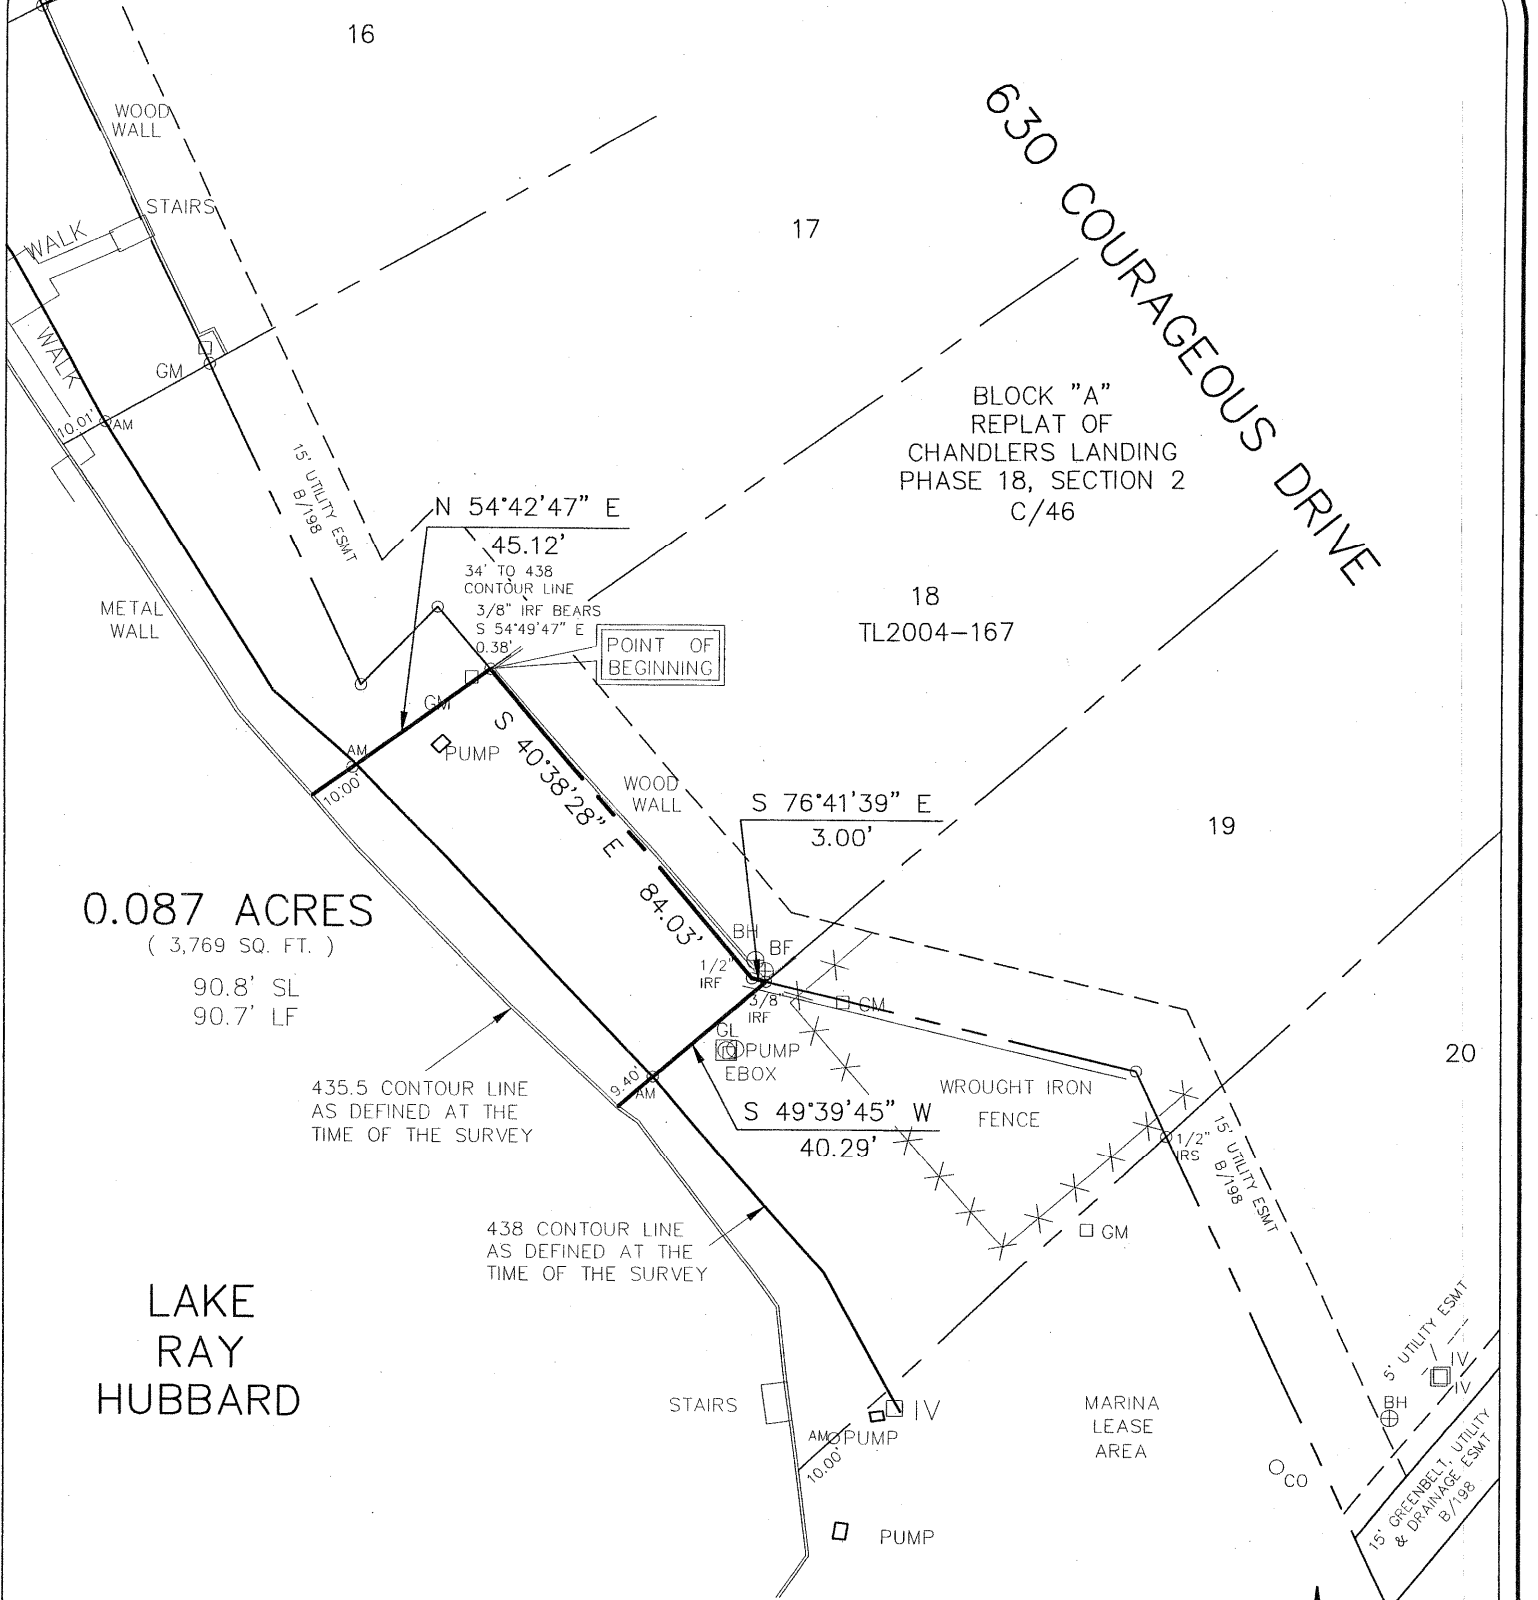 16
WOOD
WALL
STAIRS
WALK
WALK
17
630 COURAGEOUS DRIVE
GM
10.01'
AM
15' UTILITY ESMT
B/198
BLOCK "A"
REPLAT OF
CHANDLERS LANDING
PHASE 18, SECTION 2
C/46
N 54°42'47" E
45.12'
34' TO 438
CONTOUR LINE
3/8" IRF BEARS
S 54°49'47" E
0.38'
POINT OF
BEGINNING
METAL
WALL
18
TL2004-167
GM
AM
PUMP
10.00'
S 40°38'28" E 84.03'
WOOD
WALL
S 76°41'39" E
3.00'
19
0.087 ACRES
( 3,769 SQ. FT. )
90.8' SL
90.7' LF
BH
BF
1/2"
IRF
3/8"
IRF
GM
GL
PUMP
EBOX
20
435.5 CONTOUR LINE
AS DEFINED AT THE
TIME OF THE SURVEY
9.40'
AM
S 49°39'45" W
40.29'
WROUGHT IRON
FENCE
1/2"
IRS
15' UTILITY ESMT
B/198
438 CONTOUR LINE
AS DEFINED AT THE
TIME OF THE SURVEY
GM
LAKE
RAY
HUBBARD
STAIRS
IV
AM
PUMP
10.00'
MARINA
LEASE
AREA
5' UTILITY ESMT
IV
IV
BH
CO
15' GREENBELT, UTILITY
& DRAINAGE ESMT
B/198
PUMP